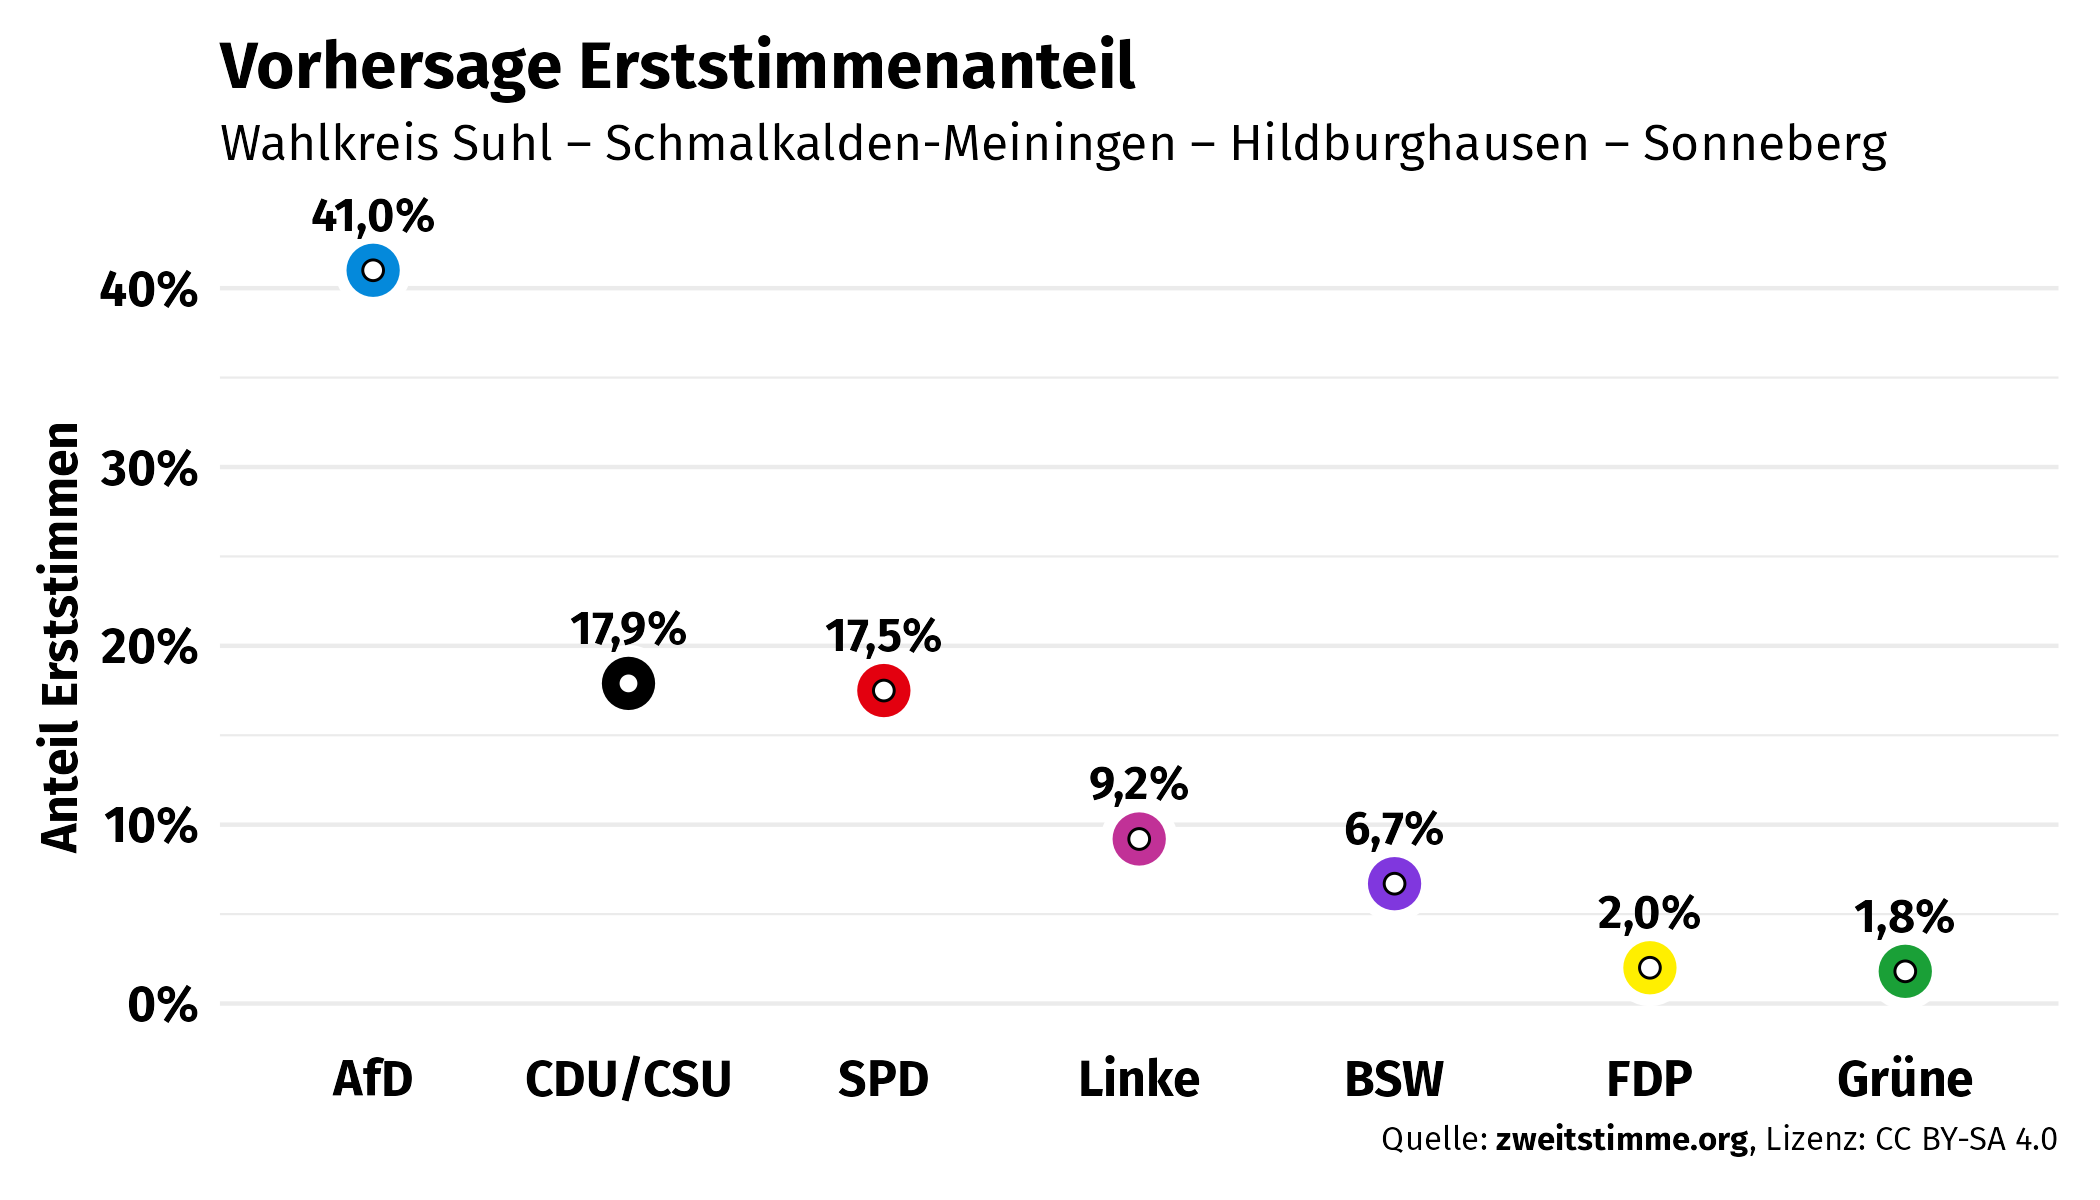 Vorhersage Erststimmenanteil
Wahlkreis Suhl – Schmalkalden-Meiningen – Hildburghausen – Sonneberg
Anteil Erststimmen
40%
30%
20%
10%
0%
41,0%
17,9%
17,5%
9,2%
6,7%
2,0%
1,8%
AfD CDU/CSU SPD Linke BSW FDP Grüne
Quelle: zweitstimme.org, Lizenz: CC BY-SA 4.0